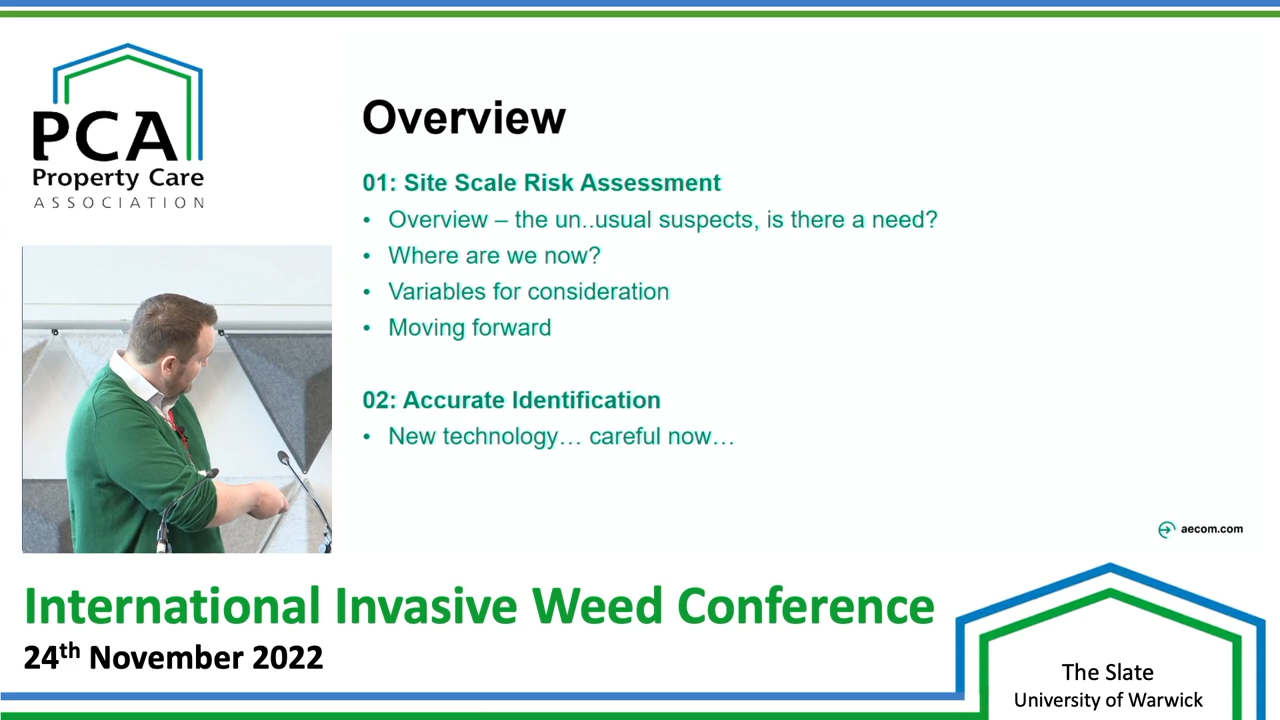 PCA
Property Care
ASSOCIATION
Overview
01: Site Scale Risk Assessment
• Overview – the un..usual suspects, is there a need?
• Where are we now?
• Variables for consideration
• Moving forward
02: Accurate Identification
• New technology… careful now…
aecom.com
International Invasive Weed Conference
24th November 2022
The Slate
University of Warwick